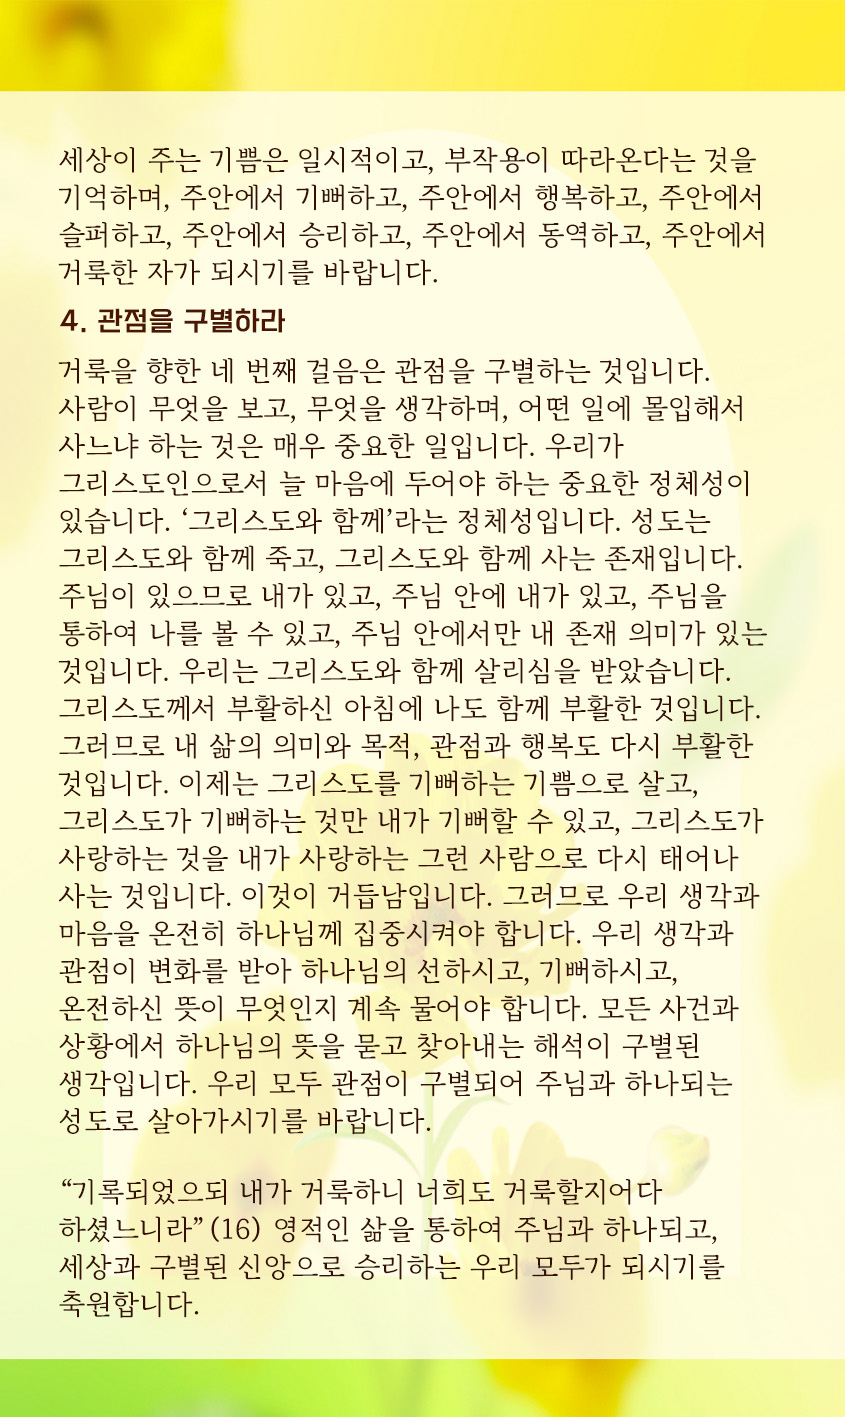 세상이 주는 기쁨은 일시적이고, 부작용이 따라온다는 것을
기억하며, 주안에서 기뻐하고, 주안에서 행복하고, 주안에서
슬퍼하고, 주안에서 승리하고, 주안에서 동역하고, 주안에서
거룩한 자가 되시기를 바랍니다.
4. 관점을 구별하라
거룩을 향한 네 번째 걸음은 관점을 구별하는 것입니다.
사람이 무엇을 보고, 무엇을 생각하며, 어떤 일에 몰입해서
사느냐 하는 것은 매우 중요한 일입니다. 우리가
그리스도인으로서 늘 마음에 두어야 하는 중요한 정체성이
있습니다. ‘그리스도와 함께’라는 정체성입니다. 성도는
그리스도와 함께 죽고, 그리스도와 함께 사는 존재입니다.
주님이 있으므로 내가 있고, 주님 안에 내가 있고, 주님을
통하여 나를 볼 수 있고, 주님 안에서만 내 존재 의미가 있는
것입니다. 우리는 그리스도와 함께 살리심을 받았습니다.
그리스도께서 부활하신 아침에 나도 함께 부활한 것입니다.
그러므로 내 삶의 의미와 목적, 관점과 행복도 다시 부활한
것입니다. 이제는 그리스도를 기뻐하는 기쁨으로 살고,
그리스도가 기뻐하는 것만 내가 기뻐할 수 있고, 그리스도가
사랑하는 것을 내가 사랑하는 그런 사람으로 다시 태어나
사는 것입니다. 이것이 거듭남입니다. 그러므로 우리 생각과
마음을 온전히 하나님께 집중시켜야 합니다. 우리 생각과
관점이 변화를 받아 하나님의 선하시고, 기뻐하시고,
온전하신 뜻이 무엇인지 계속 물어야 합니다. 모든 사건과
상황에서 하나님의 뜻을 묻고 찾아내는 해석이 구별된
생각입니다. 우리 모두 관점이 구별되어 주님과 하나되는
성도로 살아가시기를 바랍니다.
“기록되었으되 내가 거룩하니 너희도 거룩할지어다
하셨느니라” (16) 영적인 삶을 통하여 주님과 하나되고,
세상과 구별된 신앙으로 승리하는 우리 모두가 되시기를
축원합니다.